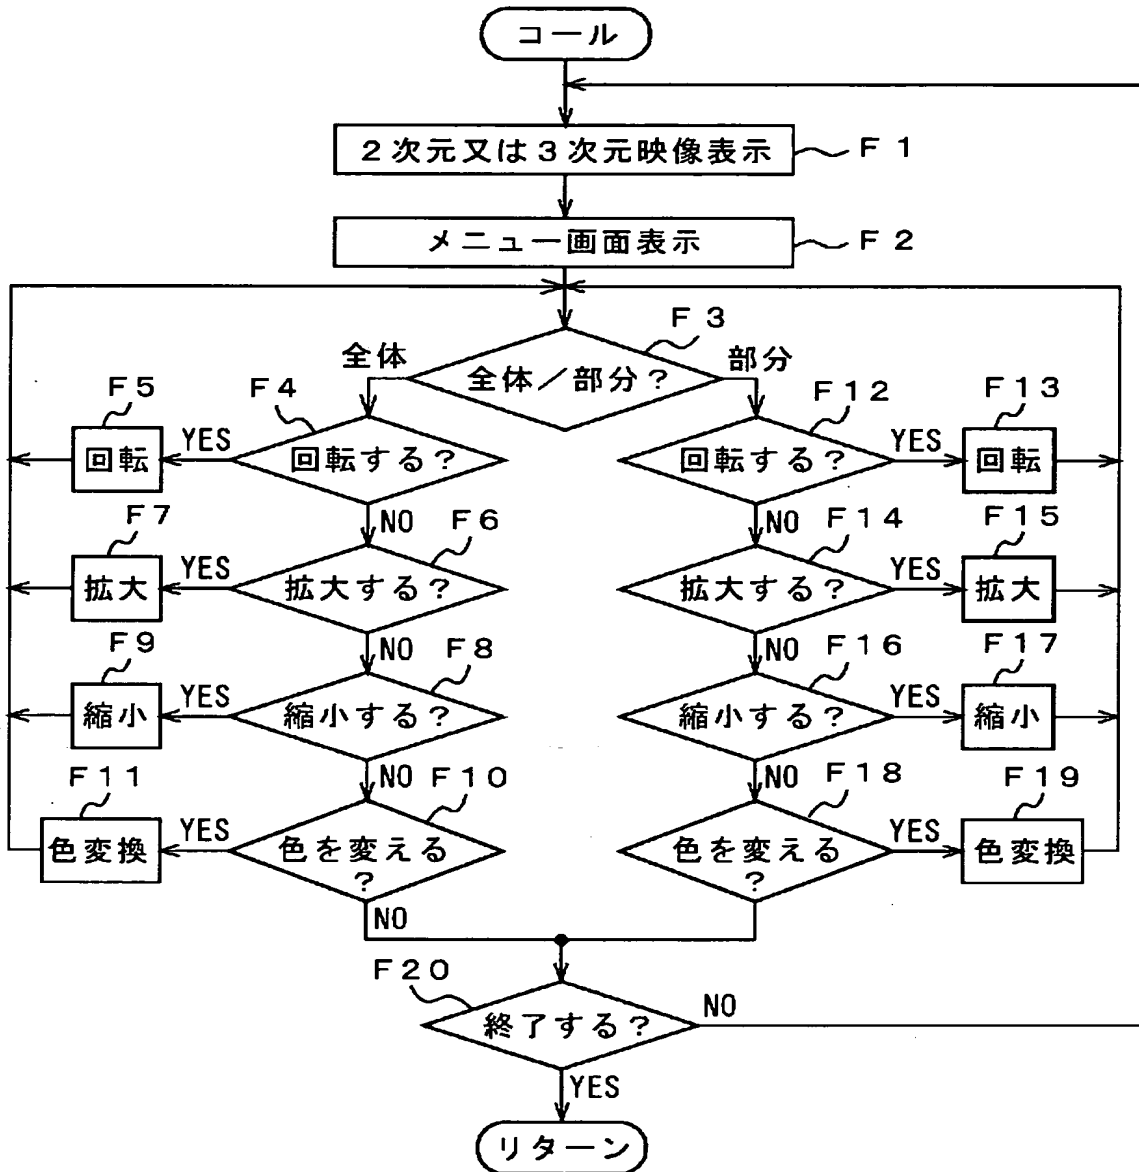 コール
2次元又は3次元映像表示 F1
メニュー画面表示 F2
F3
全体 全体/部分? 部分
F5 F4 F12 F13
回転 YES 回転する? 回転する? YES 回転
NO NO
F7 F6 F14 F15
拡大 YES 拡大する? 拡大する? YES 拡大
NO NO
F9 F8 F16 F17
縮小 YES 縮小する? 縮小する? YES 縮小
NO NO
F11 F10 F18 F19
色変換 YES 色を変える 色を変える YES 色変換
? ?
NO
F20
終了する? NO
YES
リターン